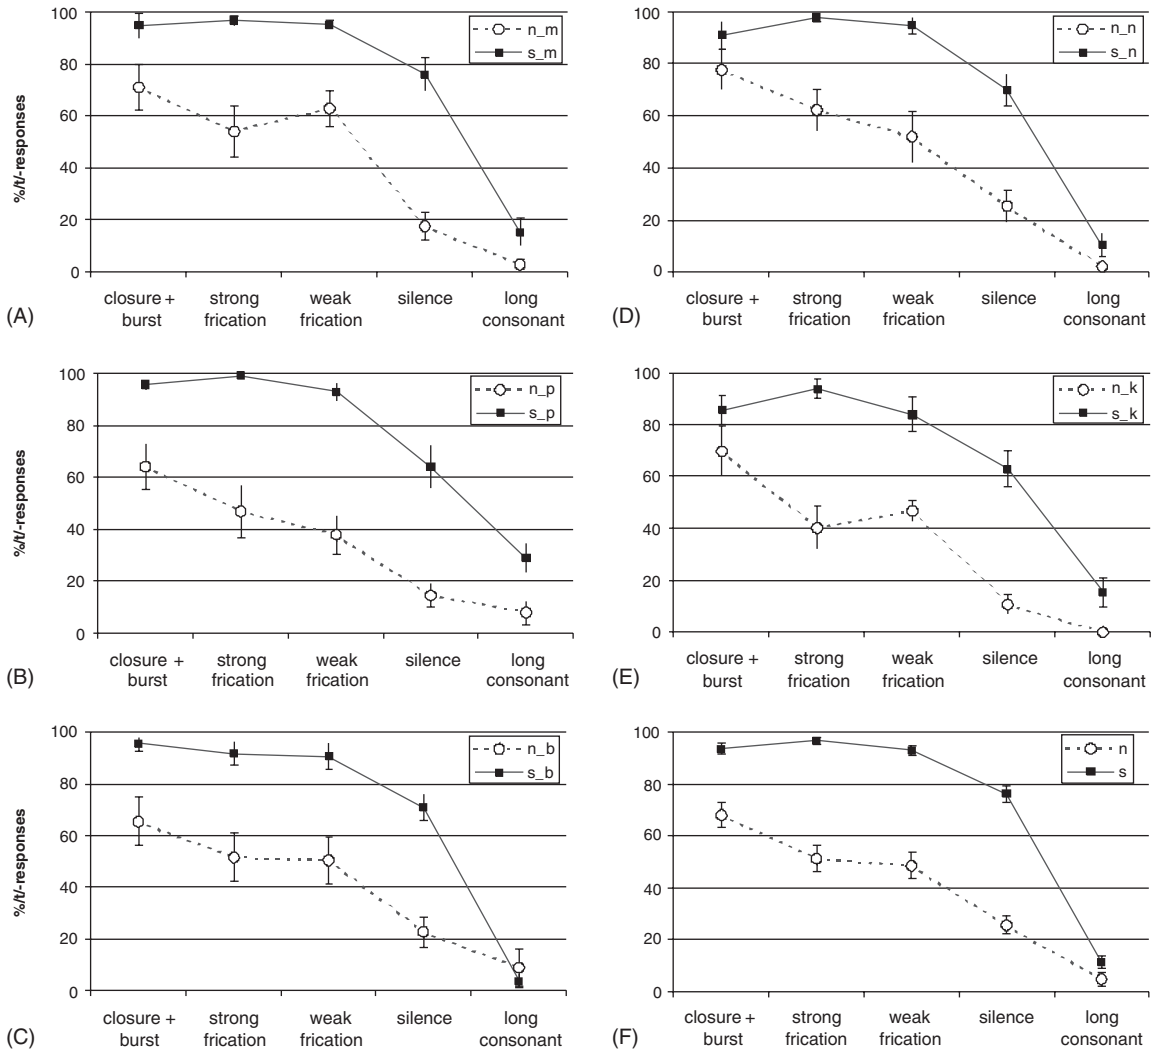 100
80
60
40
20
0
%/t/-responses
n_m
s_m
closure + strong weak silence long
burst frication frication consonant
(A)
100
80
60
40
20
0
n_n
s_n
closure + strong weak silence long
burst frication frication consonant
(D)
100
80
60
40
20
0
%/t/-responses
n_p
s_p
closure + strong weak silence long
burst frication frication consonant
(B)
100
80
60
40
20
0
n_k
s_k
closure + strong weak silence long
burst frication frication consonant
(E)
100
80
60
40
20
0
%/t/-responses
n_b
s_b
closure + strong weak silence long
burst frication frication consonant
(C)
100
80
60
40
20
0
n
s
closure + strong weak silence long
burst frication frication consonant
(F)